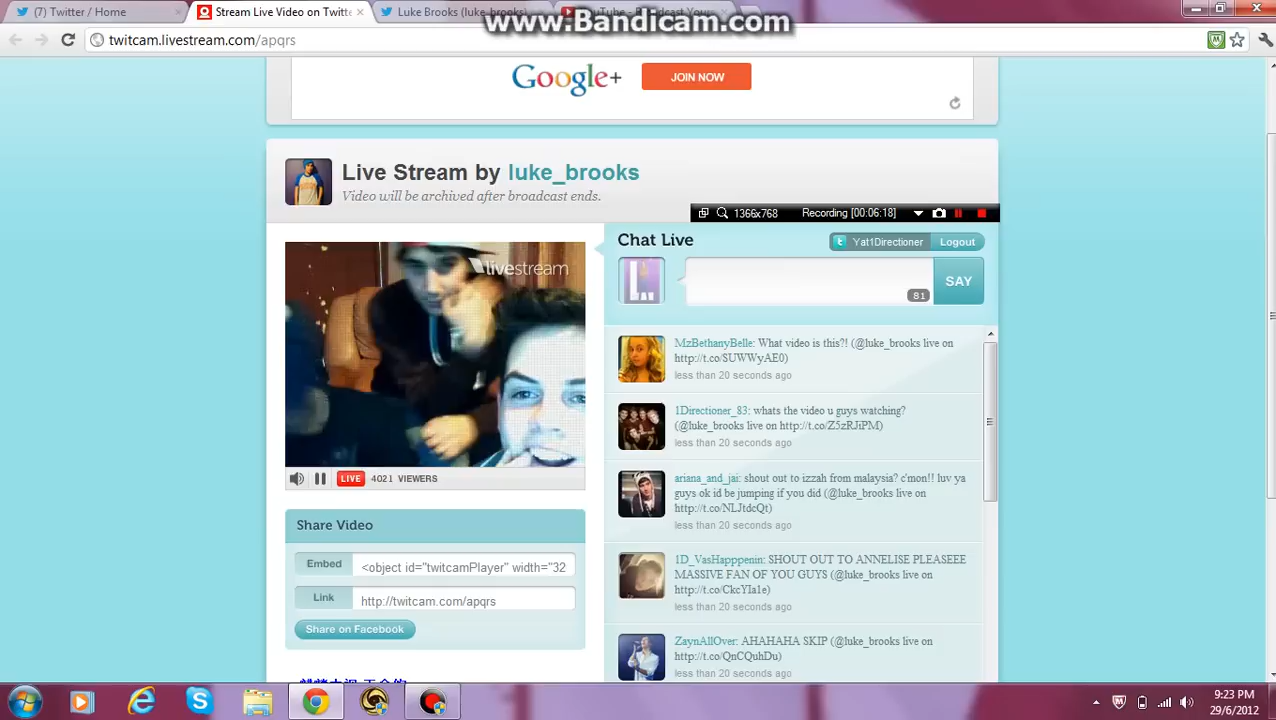 www.Bandicam.com
(7) Twitter / Home
Stream Live Video on Twitte
Luke Brooks (luke_brooks)
YouTube - Broadcast Yours
twitcam.livestream.com/apqrs
Google+
JOIN NOW
Live Stream by luke_brooks
Video will be archived after broadcast ends.
1366x768 Recording [00:06:18]
livestream
LIVE 4021 VIEWERS
Share Video
Embed <object id="twitcamPlayer" width="32
Link http://twitcam.com/apqrs
Share on Facebook
Chat Live
Yat1Directioner Logout
81
SAY
MzBethanyBelle: What video is this?! (@luke_brooks live on
http://t.co/SUWWyAE0)
less than 20 seconds ago
1Directioner_83: whats the video u guys watching?
(@luke_brooks live on http://t.co/Z5zRJiPM)
less than 20 seconds ago
ariana_and_jai: shout out to izzah from malaysia? c'mon!! luv ya
guys ok id be jumping if you did (@luke_brooks live on
http://t.co/NLJtdcQt)
less than 20 seconds ago
1D_VasHapppenin: SHOUT OUT TO ANNELISE PLEASEEE
MASSIVE FAN OF YOU GUYS (@luke_brooks live on
http://t.co/CkcYIa1e)
less than 20 seconds ago
ZaynAllOver: AHAHAHA SKIP (@luke_brooks live on
http://t.co/QnCQuhDu)
less than 20 seconds ago
9:23 PM
29/6/2012